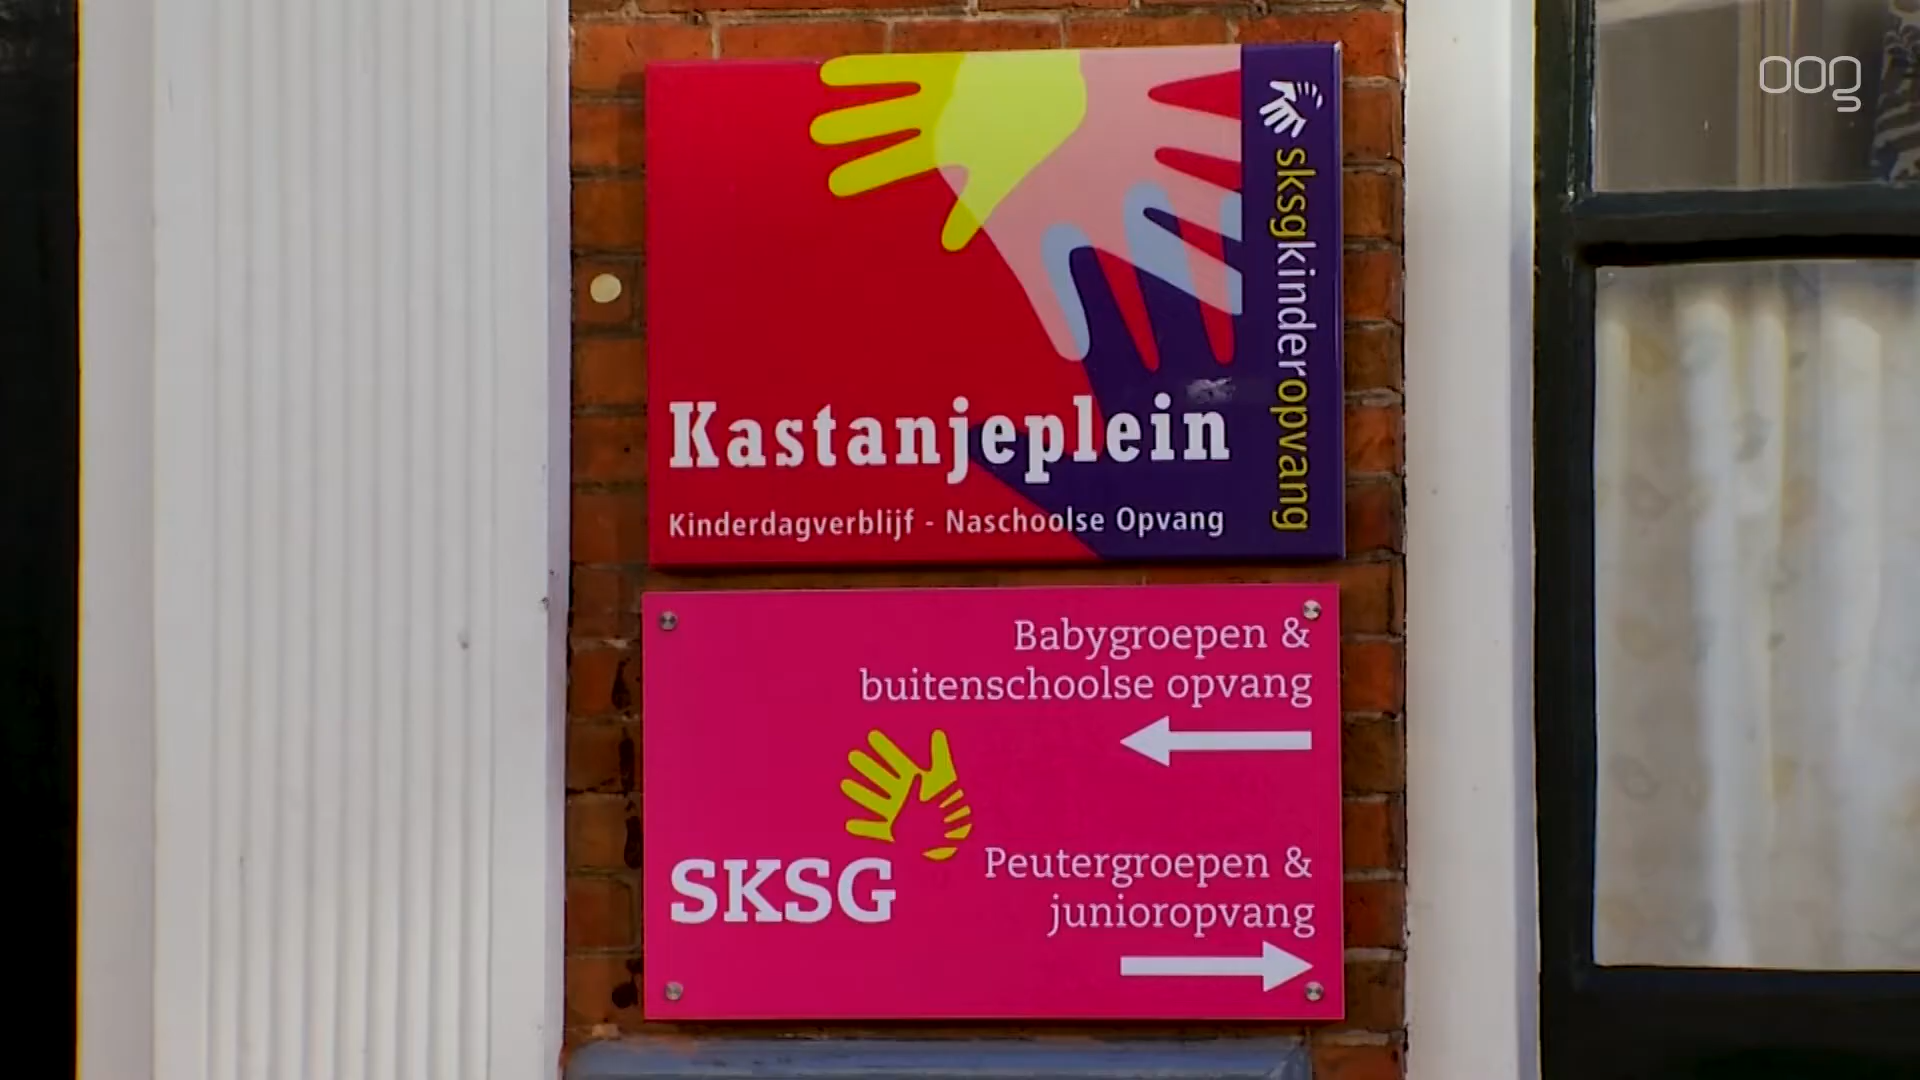 oog
Kastanjeplein
Kinderdagverblijf - Naschoolse Opvang
sksgkinderopvang
Babygroepen &
buitenschoolse opvang
SKSG
Peutergroepen &
junioropvang